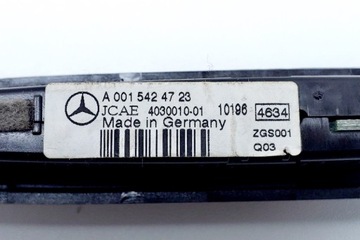 A 001 542 47 23
JCAE 4030010-01 10196 4634
Made in Germany
ZGS001
Q03